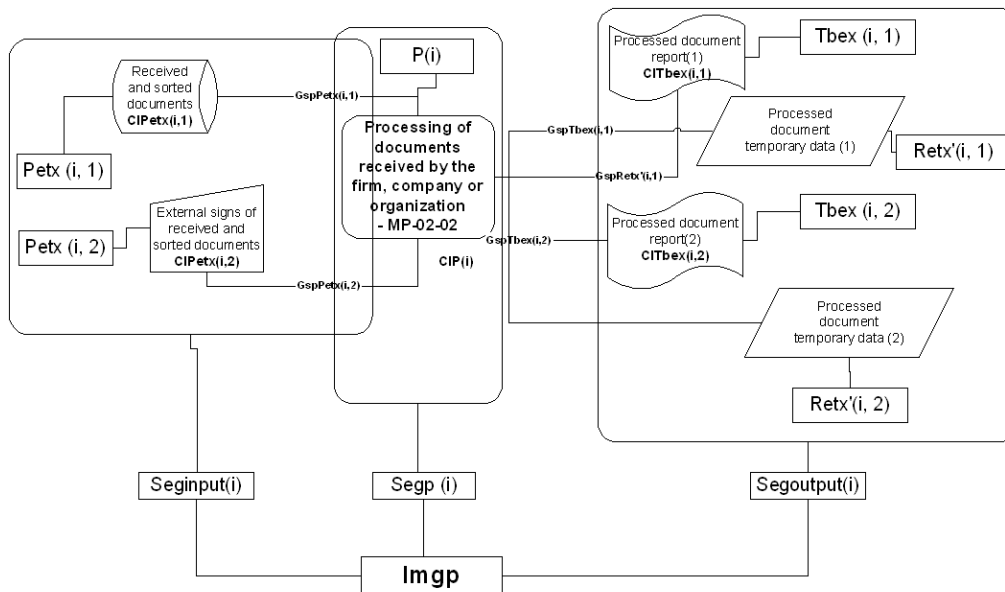 Received
and sorted
documents
CIPetx(i,1)
Petx (i, 1)
GspPetx(i,1)
Petx (i, 2)
External signs of
received and
sorted documents
CIPetx(i,2)
GspPetx(i,2)
P(i)
Processing of
documents
received by the
firm, company or
organization
- MP-02-02
CIP(i)
Processed document
report(1)
CITbex(i,1)
Tbex (i, 1)
GspTbex(i,1)
Processed
document
temporary data (1)
Retx'(i, 1)
GspRetx'(i,1)
Tbex (i, 2)
GspTbex(i,2)
Processed document
report(2)
CITbex(i,2)
Processed
document
temporary data (2)
Retx'(i, 2)
Seginput(i)
Segp (i)
Segoutput(i)
Imgp